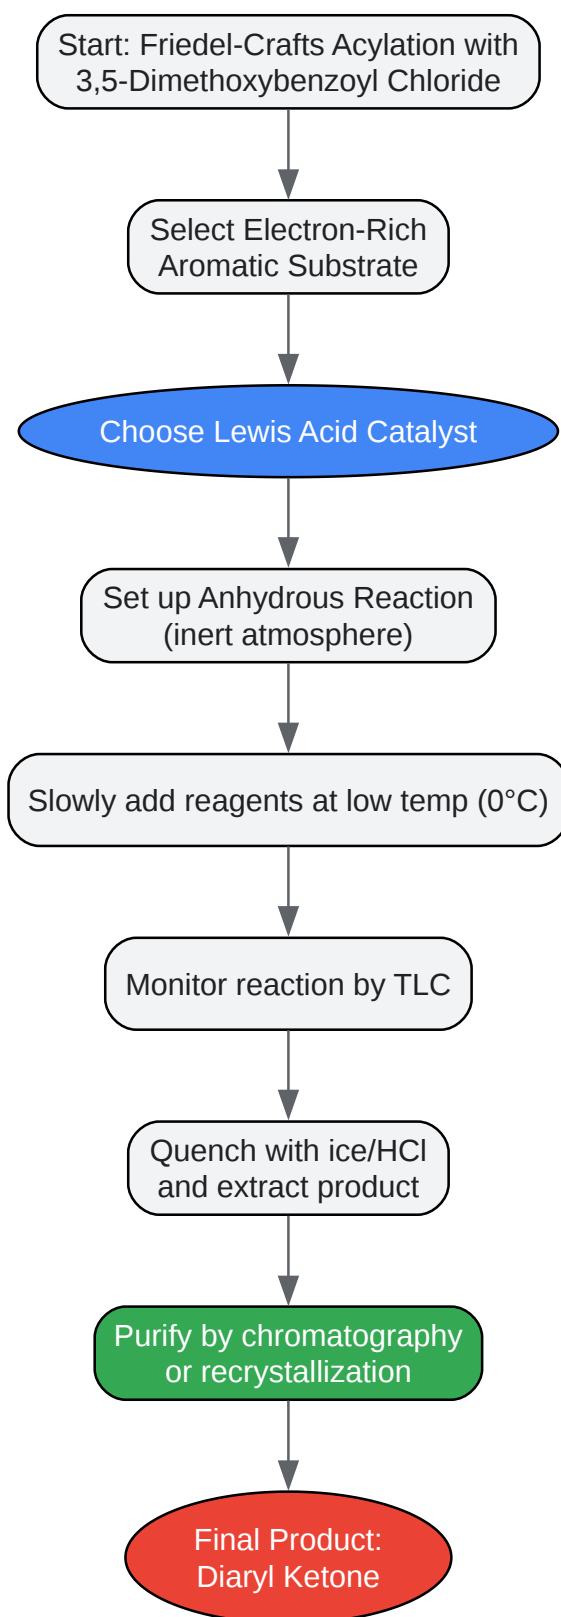 Start: Friedel-Crafts Acylation with
3,5-Dimethoxybenzoyl Chloride
Select Electron-Rich
Aromatic Substrate
Choose Lewis Acid Catalyst
Set up Anhydrous Reaction
(inert atmosphere)
Slowly add reagents at low temp (0°C)
Monitor reaction by TLC
Quench with ice/HCl
and extract product
Purify by chromatography
or recrystallization
Final Product:
Diaryl Ketone